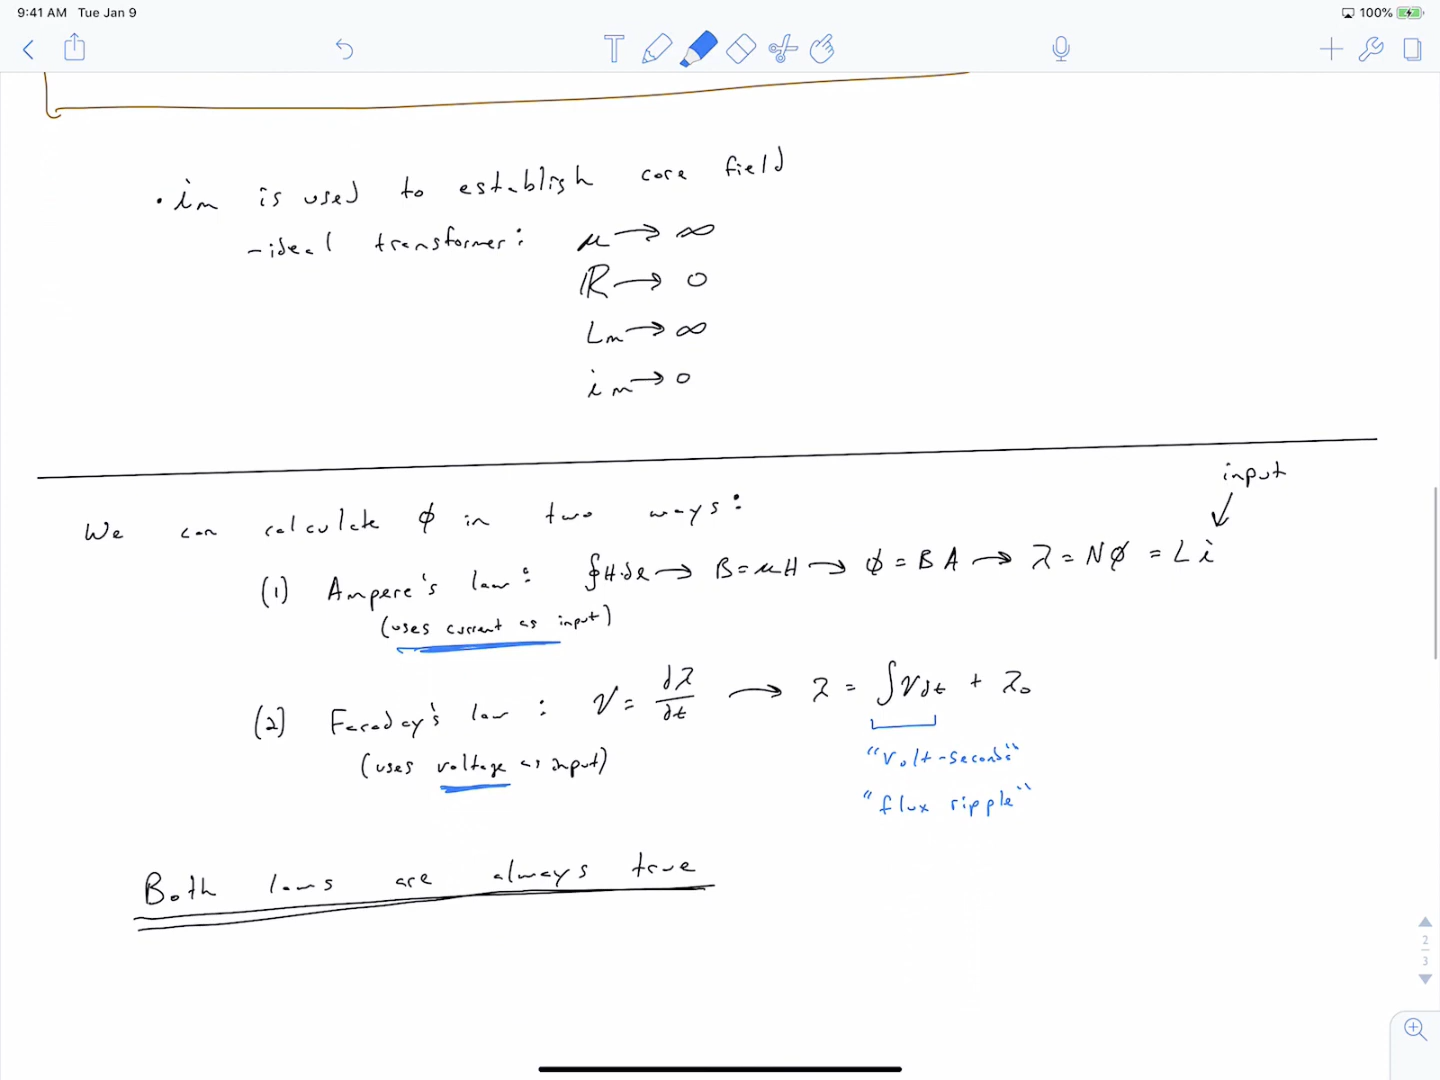 9:41 AM Tue Jan 9
100%
• im is used to establish core field
- ideal transformer: μ → ∞
ℝ → 0
Lm → ∞
im → 0
input
We can calculate ϕ in two ways:
(1) Ampere's law: ∮H·dl → B = μH → ϕ = BA → λ = Nϕ = Li
(uses current as input)
(2) Faraday's law: V = dλ/dt → λ = ∫Vdt + λ₀
(uses voltage as input)
"Volt-seconds"
"flux ripple"
Both laws are always true
2
3